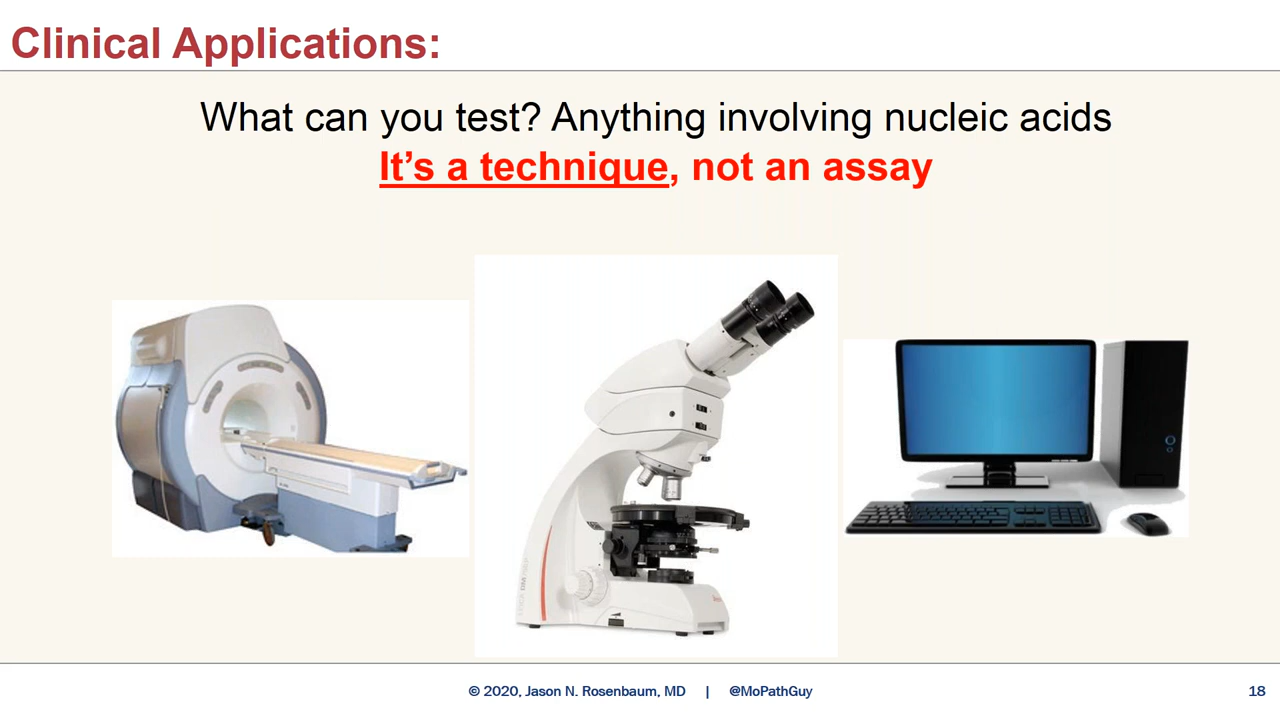 Clinical Applications:
What can you test? Anything involving nucleic acids
It’s a technique, not an assay
© 2020, Jason N. Rosenbaum, MD | @MoPathGuy
18